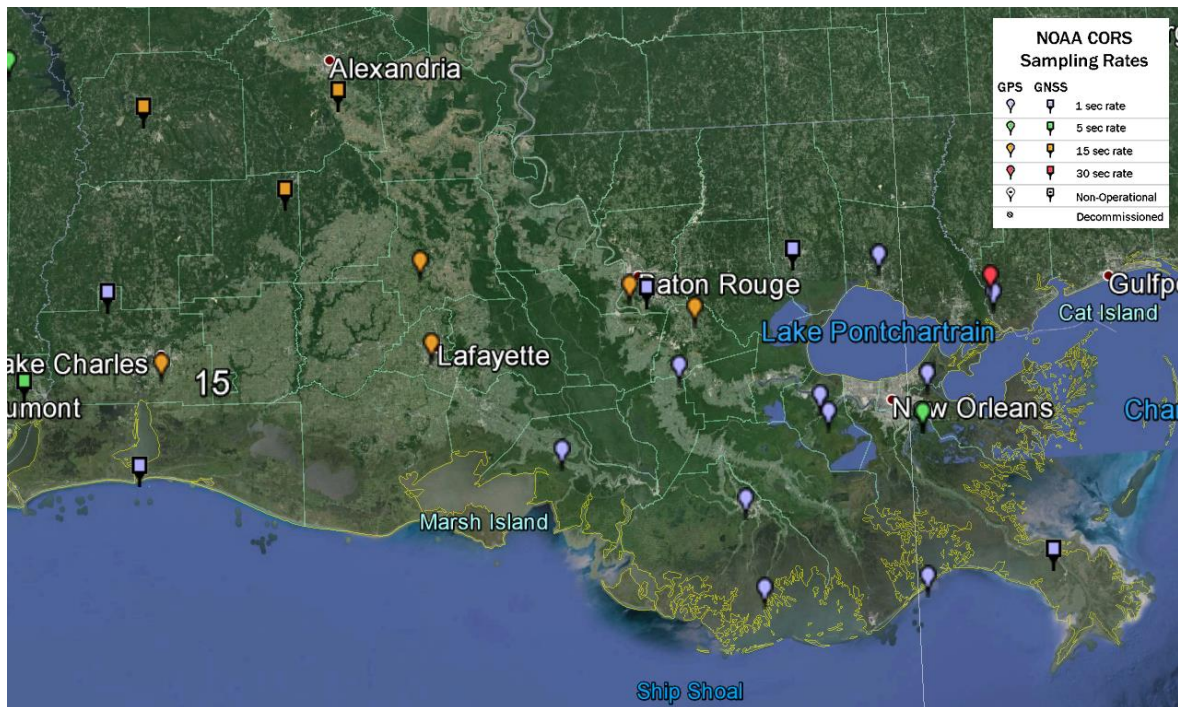 NOAA CORS
Sampling Rates
GPS GNSS
1 sec rate
5 sec rate
15 sec rate
30 sec rate
Non-Operational
Decommissioned
Alexandria
Baton Rouge
Gulfpo
Cat Island
Lake Pontchartrain
ake Charles
Lafayette
15
umont
New Orleans
Chan
Marsh Island
Ship Shoal